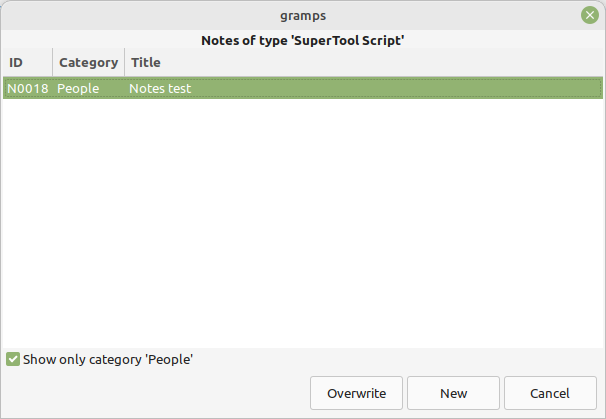 gramps
Notes of type 'SuperTool Script'
ID Category Title
N0018 People Notes test
Show only category 'People'
Overwrite New Cancel